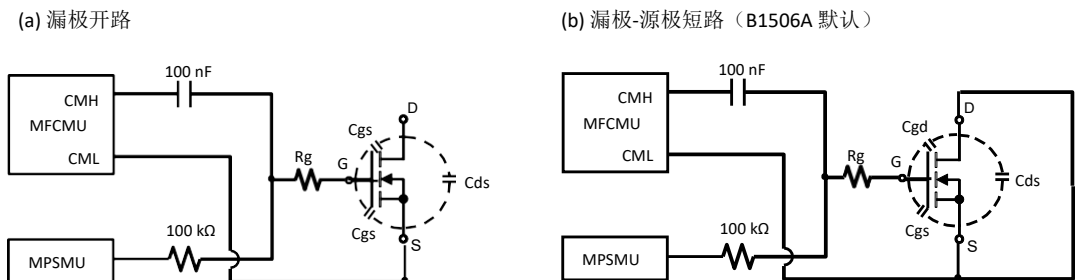 (a) 漏极开路
100 nF
CMH
MFCMU
CML
D
Cgs
Rg
G
Cds
Cgs
S
100 kΩ
MPSMU
(b) 漏极-源极短路（B1506A 默认）
100 nF
CMH
MFCMU
CML
D
Cgd
Rg
G
Cds
Cgs
S
100 kΩ
MPSMU